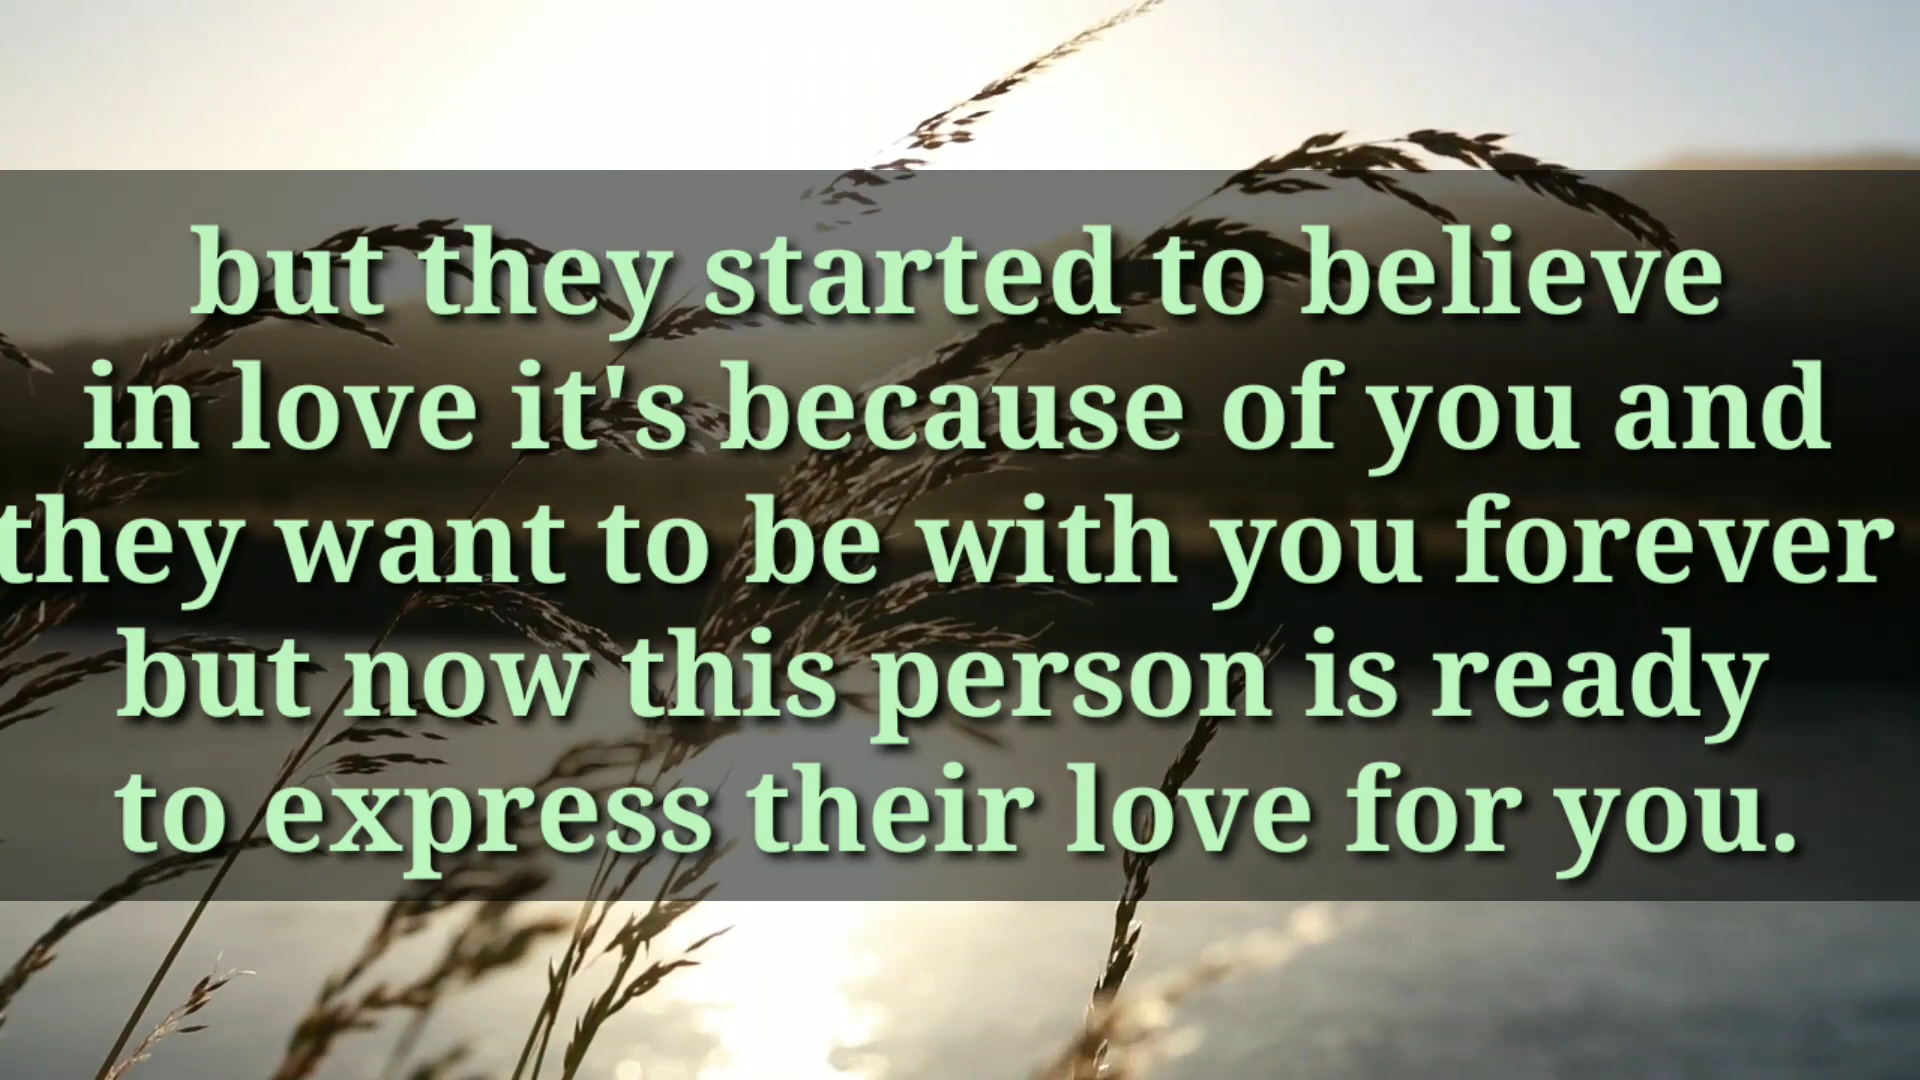 but they started to believe
in love it's because of you and
they want to be with you forever
but now this person is ready
to express their love for you.